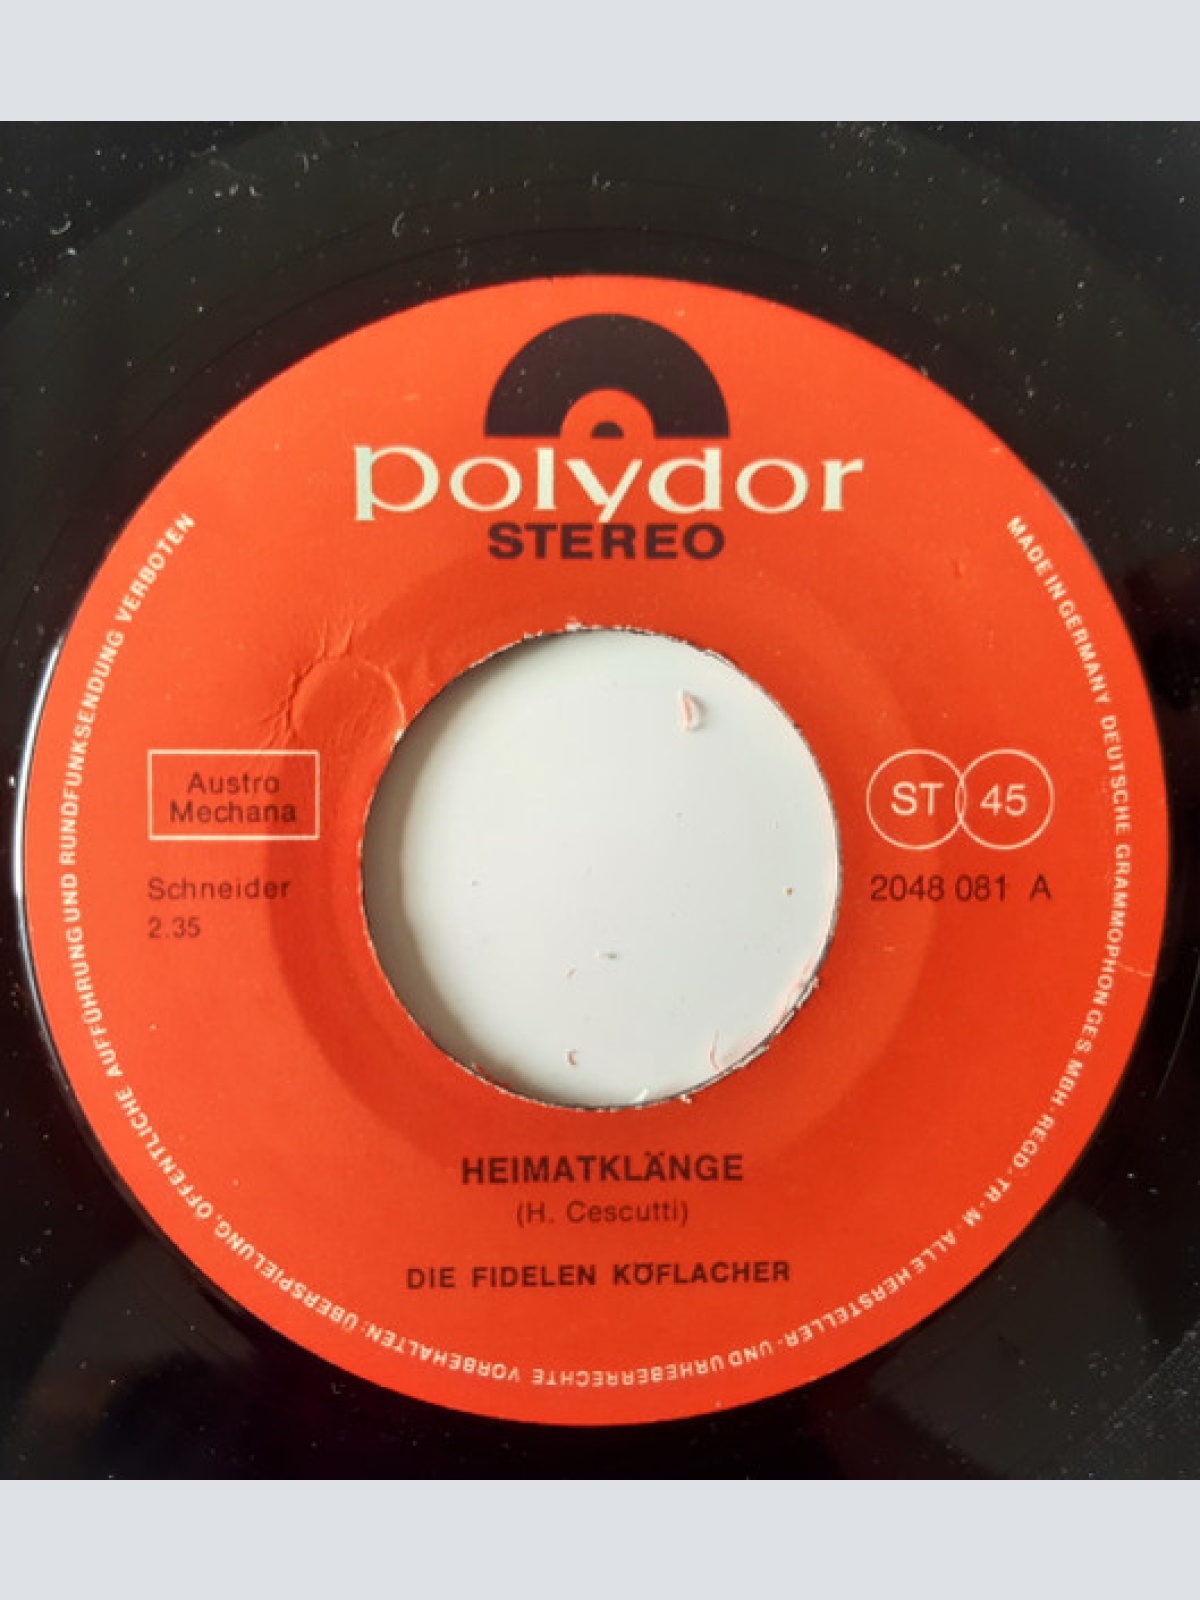 polydor
STEREO
Austro
Mechana
Schneider
2.35
ST 45
2048 081 A
HEIMATKLÄNGE
(H. Cescutti)
DIE FIDELEN KÖFLACHER
MADE IN GERMANY DEUTSCHE GRAMMOPHON GES. MBH · REGD · TR · M · ALLE HERSTELLER- UND URHEBERRECHTE VORBEHALTEN: ÜBERSPIELUNG, ÖFFENTLICHE AUFFÜHRUNG UND RUNDFUNKSENDUNG VERBOTEN